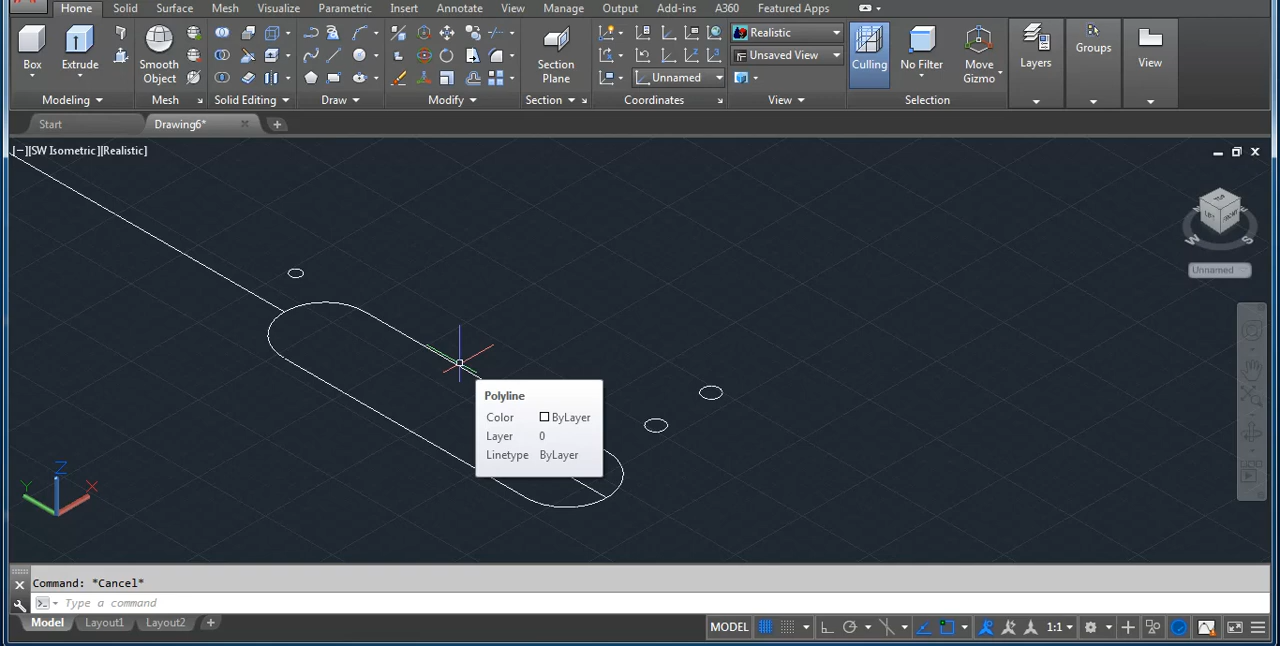 Home Solid Surface Mesh Visualize Parametric Insert Annotate View Manage Output Add-ins A360 Featured Apps
Box
Extrude
Smooth Object
Section Plane
Unnamed
Realistic
Unsaved View
Culling
No Filter
Move Gizmo
Layers
Groups
View
Modeling
Mesh
Solid Editing
Draw
Modify
Section
Coordinates
View
Selection
Start
Drawing6*
[−][SW Isometric][Realistic]
TOP
LEFT
FRONT
W
S
Unnamed
Polyline
Color ByLayer
Layer 0
Linetype ByLayer
Z
Y
X
Command: *Cancel*
Type a command
Model Layout1 Layout2
MODEL
1:1